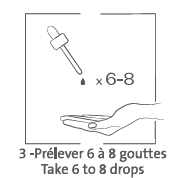 x 6-8
3 -Prélever 6 à 8 gouttes
Take 6 to 8 drops